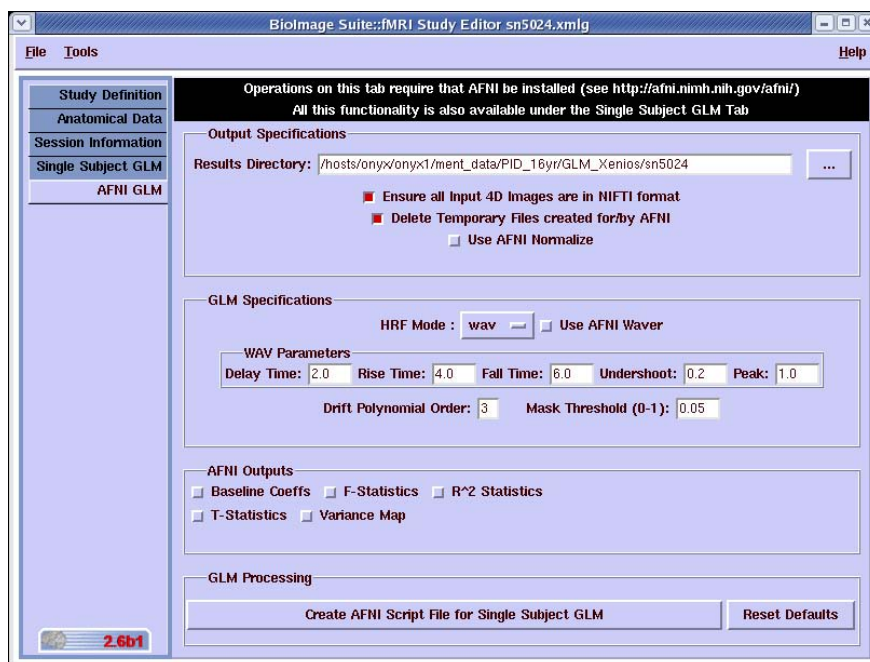 BioImage Suite::fMRI Study Editor sn5024.xmlg
File Tools Help
Study Definition
Anatomical Data
Session Information
Single Subject GLM
AFNI GLM
Operations on this tab require that AFNI be installed (see http://afni.nimh.nih.gov/afni/)
All this functionality is also available under the Single Subject GLM Tab
Output Specifications
Results Directory: /hosts/onyx/onyx1/ment_data/PID_16yr/GLM_Xenios/sn5024 ...
Ensure all Input 4D Images are in NIFTI format
Delete Temporary Files created for/by AFNI
Use AFNI Normalize
GLM Specifications
HRF Mode : wav Use AFNI Waver
WAV Parameters
Delay Time: 2.0 Rise Time: 4.0 Fall Time: 6.0 Undershoot: 0.2 Peak: 1.0
Drift Polynomial Order: 3 Mask Threshold (0-1): 0.05
AFNI Outputs
Baseline Coeffs F-Statistics R^2 Statistics
T-Statistics Variance Map
GLM Processing
Create AFNI Script File for Single Subject GLM Reset Defaults
2.6b1